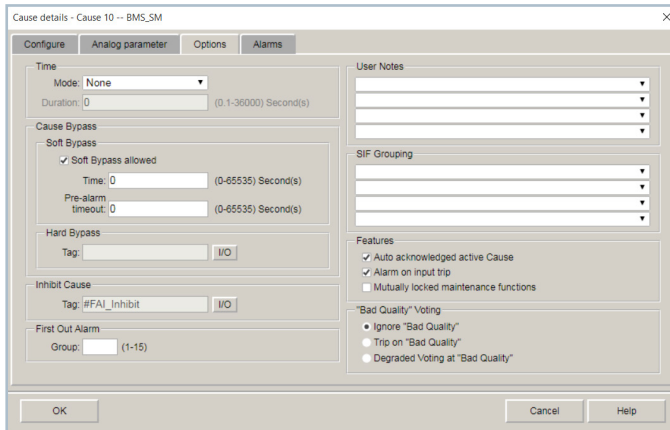 Cause details - Cause 10 -- BMS_SM
Configure
Analog parameter
Options
Alarms
Time
Mode: None
Duration: 0 (0.1-36000) Second(s)
Cause Bypass
Soft Bypass
Soft Bypass allowed
Time: 0 (0-65535) Second(s)
Pre-alarm
timeout: 0 (0-65535) Second(s)
Hard Bypass
Tag: I/O
Inhibit Cause
Tag: #FAI_Inhibit I/O
First Out Alarm
Group: (1-15)
User Notes
SIF Grouping
Features
Auto acknowledged active Cause
Alarm on input trip
Mutually locked maintenance functions
"Bad Quality" Voting
Ignore "Bad Quality"
Trip on "Bad Quality"
Degraded Voting at "Bad Quality"
OK
Cancel
Help